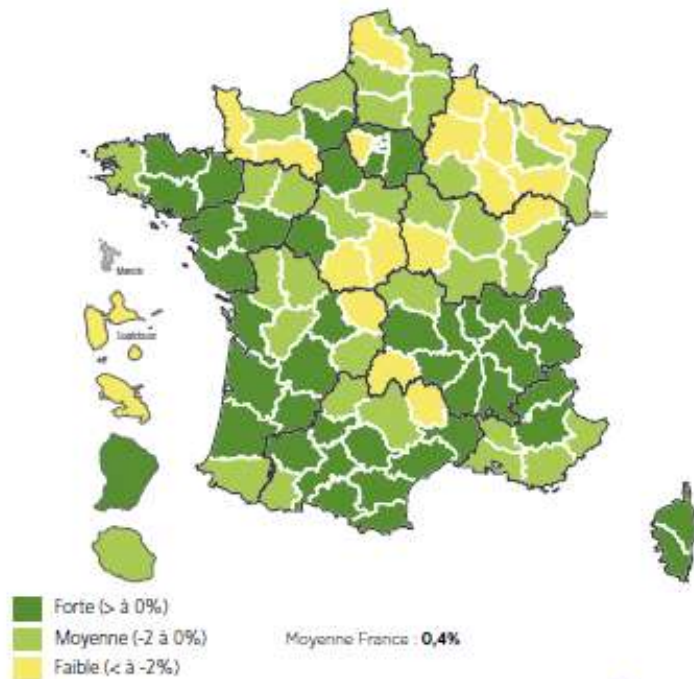 Forte (> à 0%)
Moyenne (-2 à 0%)
Moyenne France : 0,4%
Faible (< à -2%)